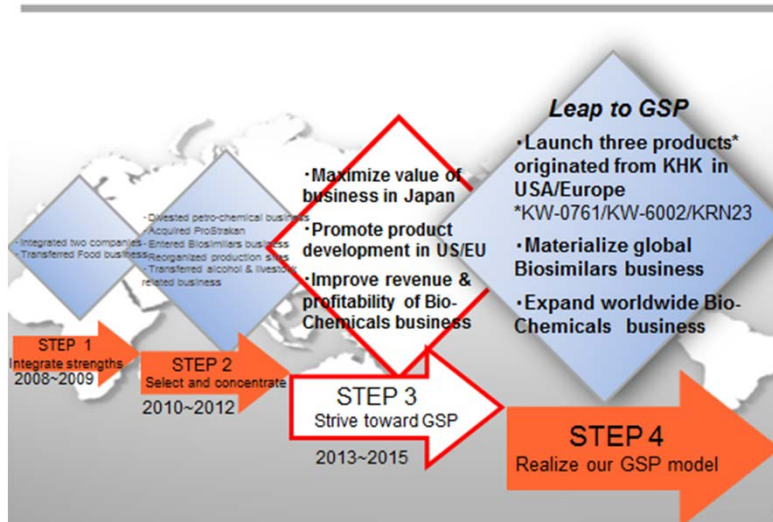 ・Integrated two companies
・Transferred Food business
STEP 1
Integrate strengths
2008~2009
・Divested petro-chemical business
・Acquired ProStrakan
・Entered Biosimilars business
・Reorganized production sites
・Transferred alcohol & livestock
related business
STEP 2
Select and concentrate
2010~2012
・Maximize value of
business in Japan
・Promote product
development in US/EU
・Improve revenue &
profitability of Bio-
Chemicals business
STEP 3
Strive toward GSP
2013~2015
Leap to GSP
・Launch three products*
originated from KHK in
USA/Europe
*KW-0761/KW-6002/KRN23
・Materialize global
Biosimilars business
・Expand worldwide Bio-
Chemicals business
STEP 4
Realize our GSP model